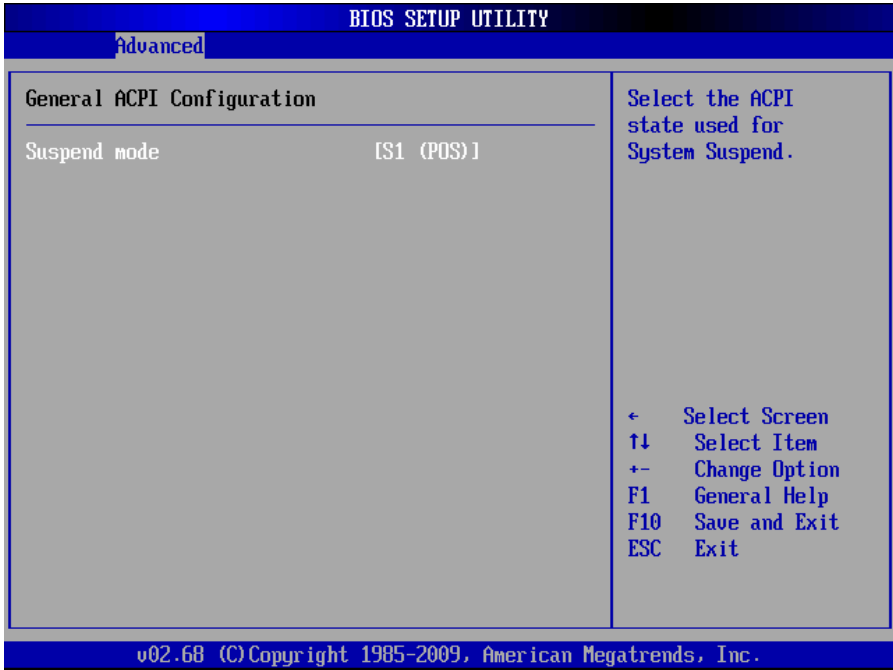 BIOS SETUP UTILITY
Advanced
General ACPI Configuration
Suspend mode [S1 (POS)]
Select the ACPI
state used for
System Suspend.
← Select Screen
↑↓ Select Item
+- Change Option
F1 General Help
F10 Save and Exit
ESC Exit
v02.68 (C)Copyright 1985-2009, American Megatrends, Inc.